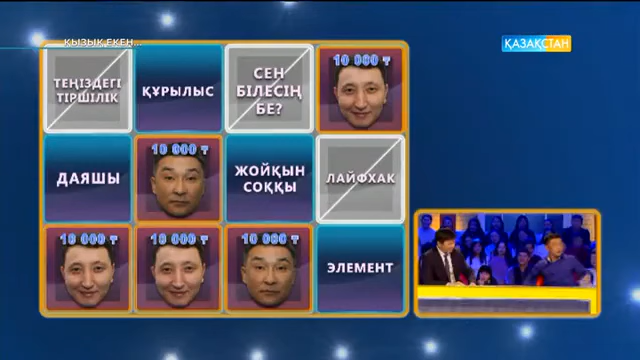 ҚЫЗЫҚ ЕКЕН...
ҚАЗАҚСТАН
ТЕҢІЗДЕГІ
ТІРШІЛІК
ҚҰРЫЛЫС
СЕН
БІЛЕСІҢ
БЕ?
10 000 ₸
ДАЯШЫ
10 000 ₸
ЖОЙҚЫН
СОҚҚЫ
ЛАЙФХАК
10 000 ₸
10 000 ₸
10 000 ₸
ЭЛЕМЕНТ